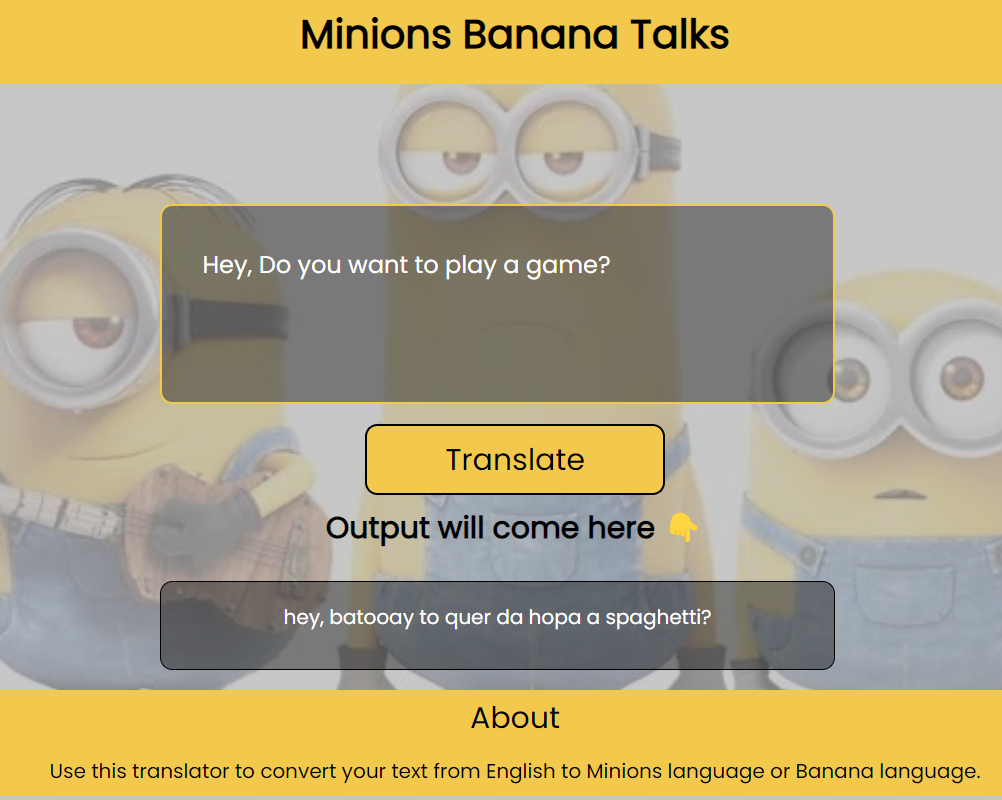 Minions Banana Talks
Hey, Do you want to play a game?
Translate
Output will come here 👇
hey, batooay to quer da hopa a spaghetti?
About
Use this translator to convert your text from English to Minions language or Banana language.